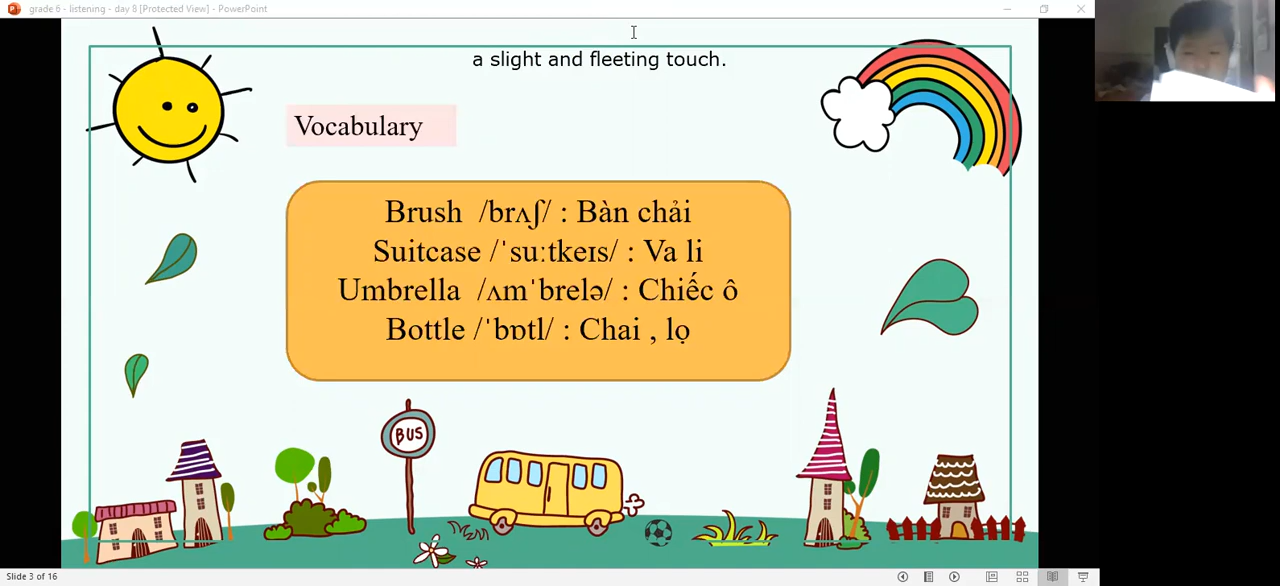 grade 6 - listening - day 8 [Protected View] - PowerPoint
a slight and fleeting touch.
Vocabulary
Brush /brʌʃ/ : Bàn chải
Suitcase /ˈsuːtkeɪs/ : Va li
Umbrella /ʌmˈbrelə/ : Chiếc ô
Bottle /ˈbɒtl/ : Chai , lọ
BUS
Slide 3 of 16